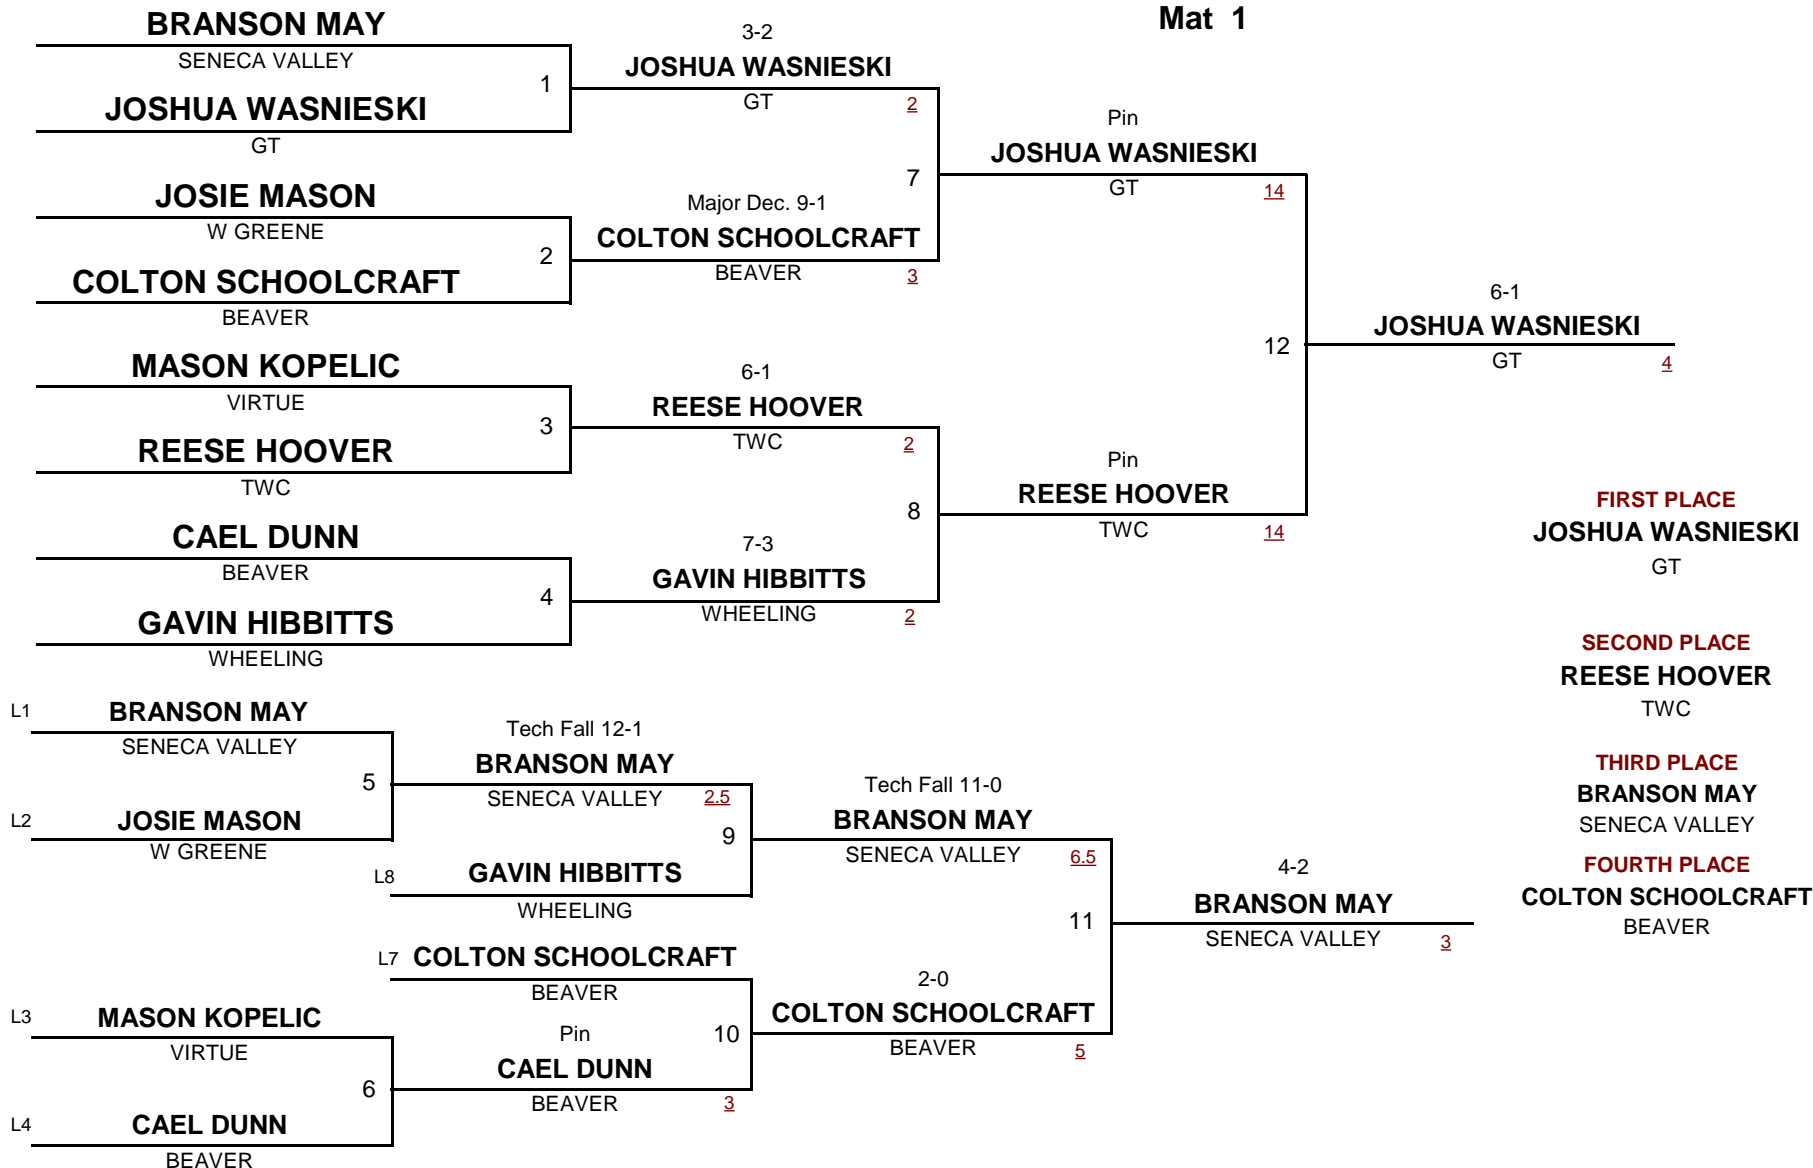 Mat 1
BRANSON MAY
SENECA VALLEY
1
JOSHUA WASNIESKI
GT
3-2
JOSHUA WASNIESKI
GT
2
JOSIE MASON
W GREENE
2
COLTON SCHOOLCRAFT
BEAVER
Major Dec. 9-1
COLTON SCHOOLCRAFT
BEAVER
3
7
Pin
JOSHUA WASNIESKI
GT
14
MASON KOPELIC
VIRTUE
3
REESE HOOVER
TWC
6-1
REESE HOOVER
TWC
2
CAEL DUNN
BEAVER
4
GAVIN HIBBITTS
WHEELING
7-3
GAVIN HIBBITTS
WHEELING
2
8
Pin
REESE HOOVER
TWC
14
12
6-1
JOSHUA WASNIESKI
GT
4
FIRST PLACE
JOSHUA WASNIESKI
GT
SECOND PLACE
REESE HOOVER
TWC
THIRD PLACE
BRANSON MAY
SENECA VALLEY
FOURTH PLACE
COLTON SCHOOLCRAFT
BEAVER
L1
BRANSON MAY
SENECA VALLEY
5
L2
JOSIE MASON
W GREENE
Tech Fall 12-1
BRANSON MAY
SENECA VALLEY
2.5
9
L8
GAVIN HIBBITTS
WHEELING
Tech Fall 11-0
BRANSON MAY
SENECA VALLEY
6.5
L7
COLTON SCHOOLCRAFT
BEAVER
10
L3
MASON KOPELIC
VIRTUE
6
L4
CAEL DUNN
BEAVER
Pin
CAEL DUNN
BEAVER
3
2-0
COLTON SCHOOLCRAFT
BEAVER
5
11
4-2
BRANSON MAY
SENECA VALLEY
3